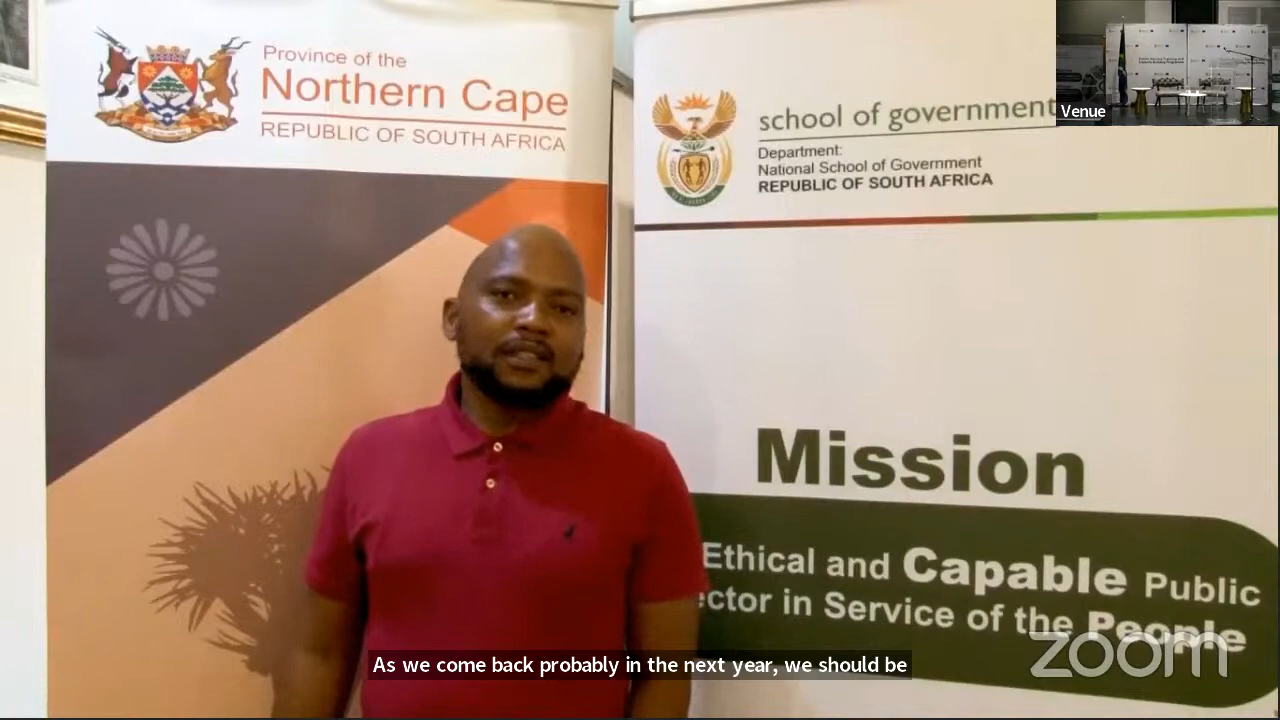 Province of the
Northern Cape
REPUBLIC OF SOUTH AFRICA
school of government
Department:
National School of Government
REPUBLIC OF SOUTH AFRICA
Venue
Mission
Ethical and Capable Public
in Service of the People
zoom
As we come back probably in the next year, we should be